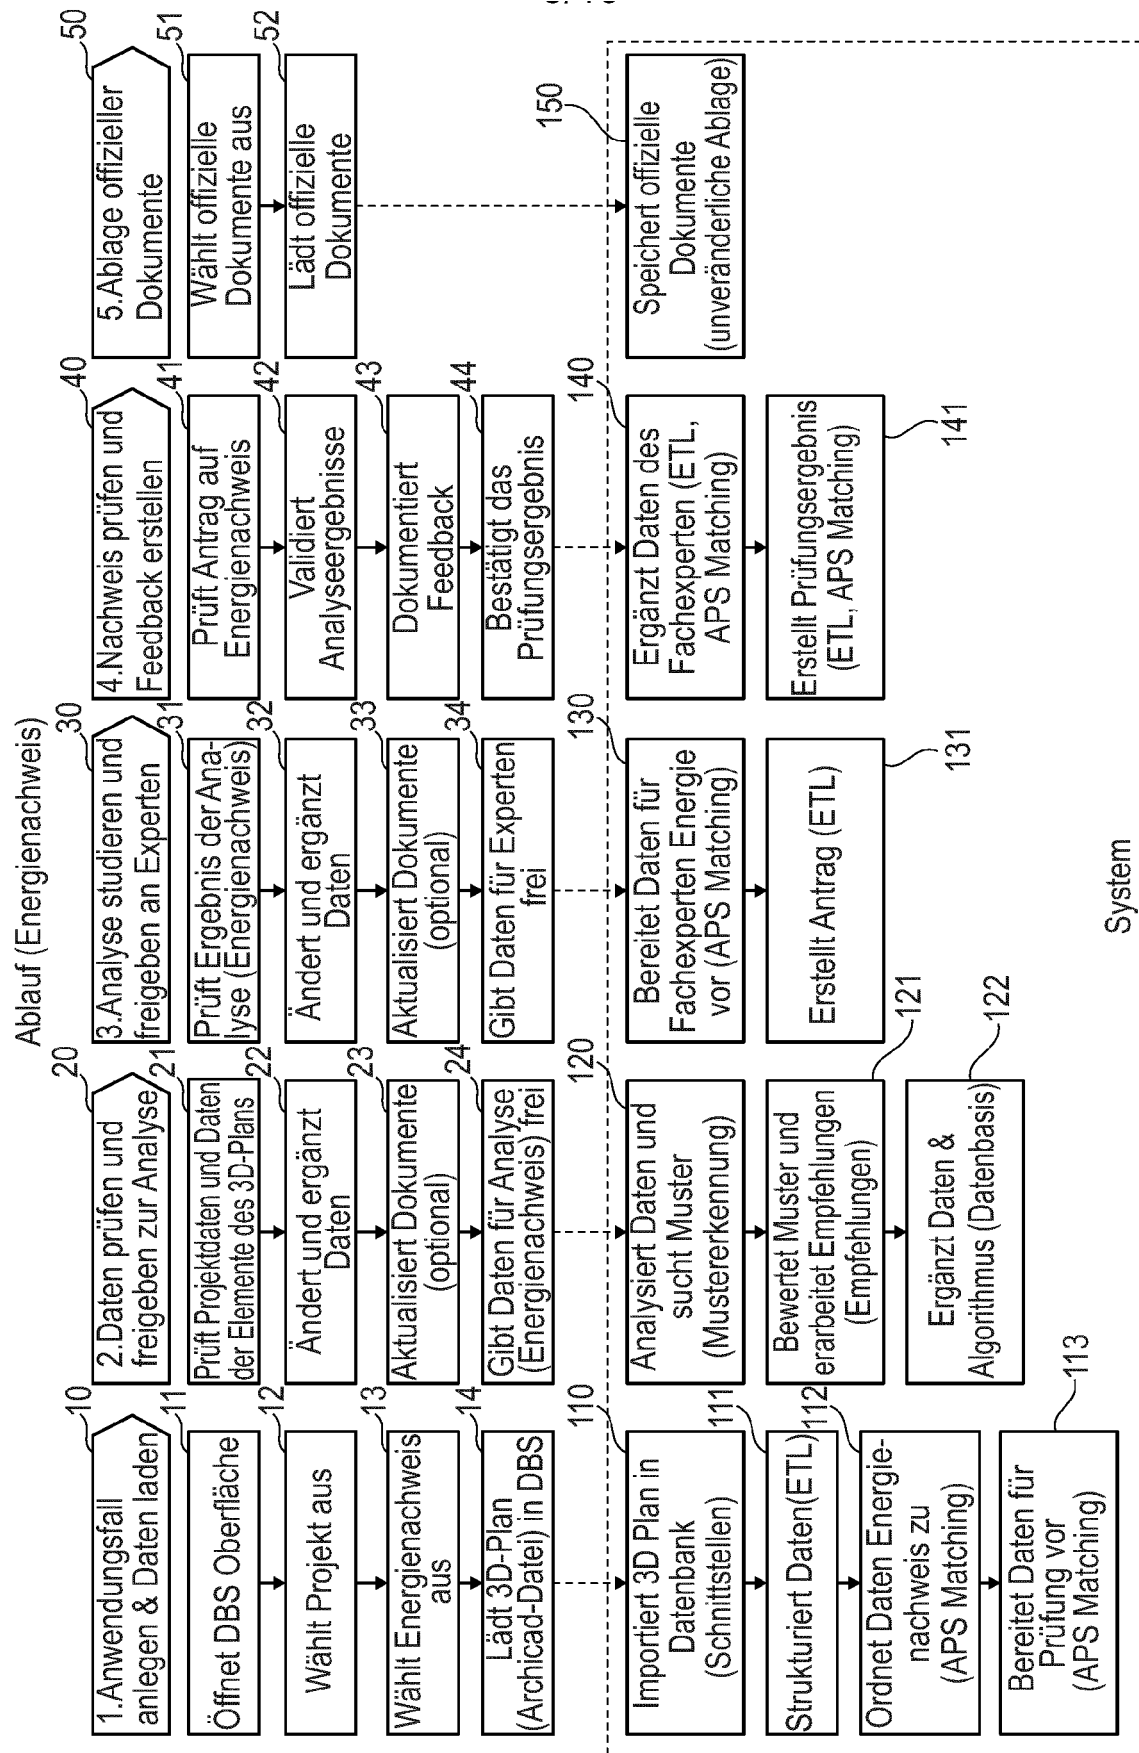 Ablauf (Energienachweis)
10
1.Anwendungsfall
anlegen & Daten laden
11
Öffnet DBS Oberfläche
12
Wählt Projekt aus
13
Wählt Energienachweis
aus
14
Lädt 3D-Plan
(Archicad-Datei) in DBS
110
Importiert 3D Plan in
Datenbank
(Schnittstellen)
111
Strukturiert Daten(ETL)
112
Ordnet Daten Energie-
nachweis zu
(APS Matching)
113
Bereitet Daten für
Prüfung vor
(APS Matching)
20
2.Daten prüfen und
freigeben zur Analyse
21
Prüft Projektdaten und Daten
der Elemente des 3D-Plans
22
Ändert und ergänzt
Daten
23
Aktualisiert Dokumente
(optional)
24
Gibt Daten für Analyse
(Energienachweis) frei
120
Analysiert Daten und
sucht Muster
(Mustererkennung)
121
Bewertet Muster und
erarbeitet Empfehlungen
(Empfehlungen)
122
Ergänzt Daten &
Algorithmus (Datenbasis)
30
3.Analyse studieren und
freigeben an Experten
31
Prüft Ergebnis der Ana-
lyse (Energienachweis)
32
Ändert und ergänzt
Daten
33
Aktualisiert Dokumente
(optional)
34
Gibt Daten für Experten
frei
130
Bereitet Daten für
Fachexperten Energie
vor (APS Matching)
131
Erstellt Antrag (ETL)
40
4.Nachweis prüfen und
Feedback erstellen
41
Prüft Antrag auf
Energienachweis
42
Validiert
Analyseergebnisse
43
Dokumentiert
Feedback
44
Bestätigt das
Prüfungsergebnis
140
Ergänzt Daten des
Fachexperten (ETL,
APS Matching)
141
Erstellt Prüfungsergebnis
(ETL, APS Matching)
50
5.Ablage offizieller
Dokumente
51
Wählt offizielle
Dokumente aus
52
Lädt offizielle
Dokumente
150
Speichert offizielle
Dokumente
(unveränderliche Ablage)
System